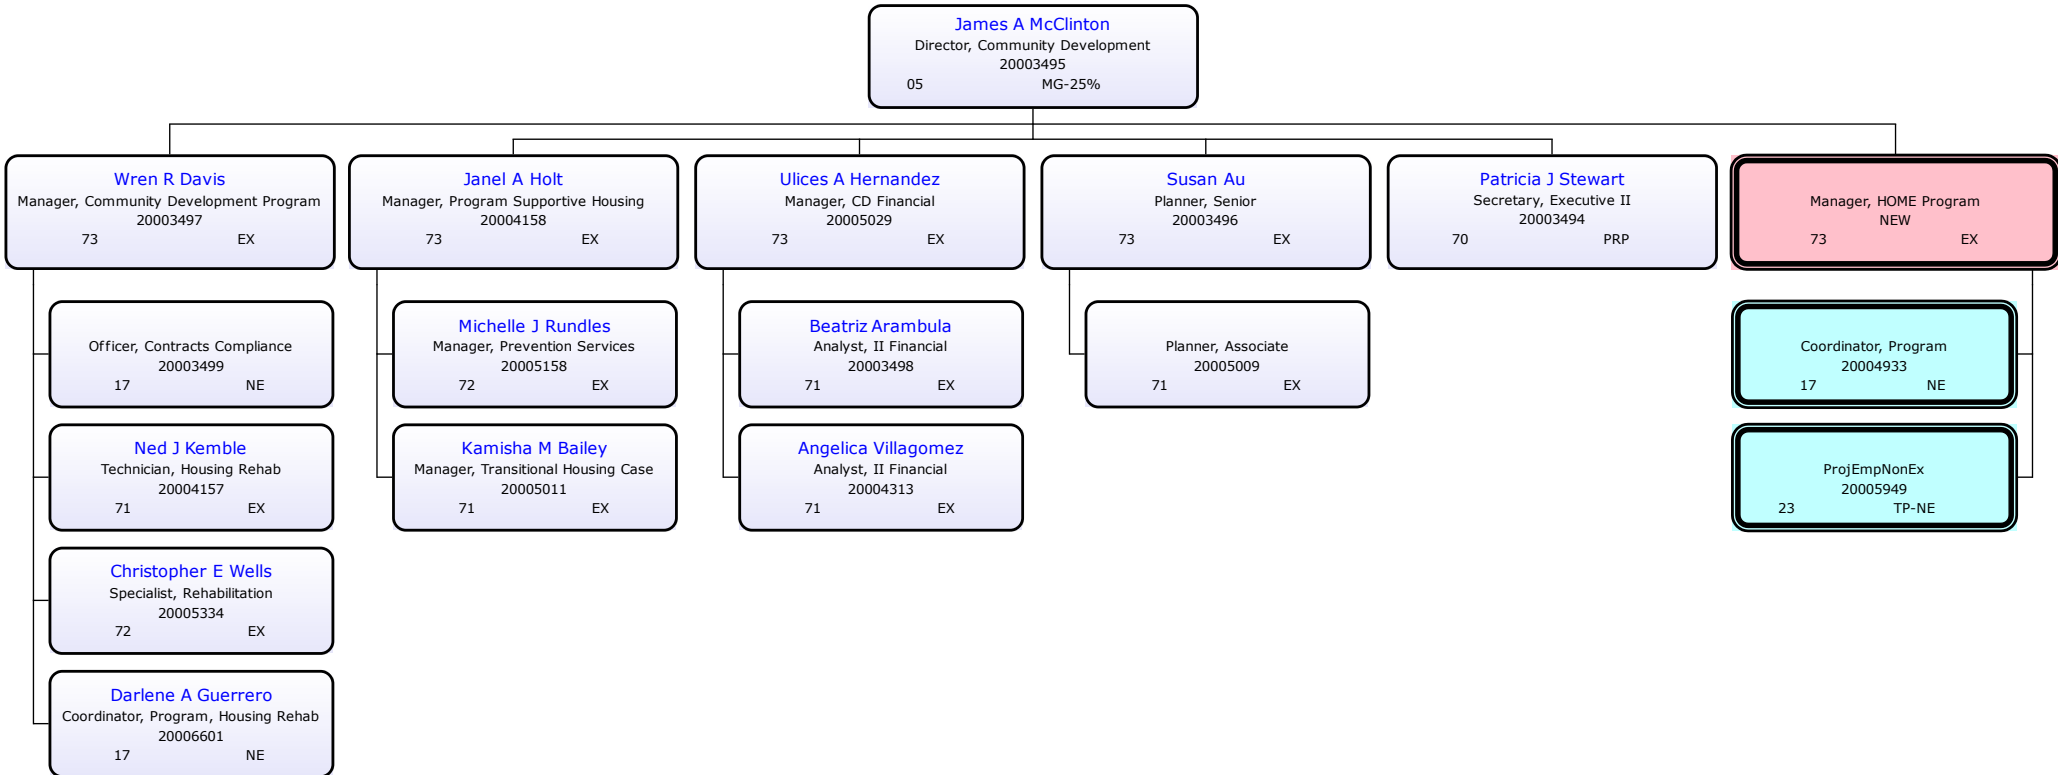 James A McClinton
Director, Community Development
20003495
05 MG-25%
Wren R Davis
Manager, Community Development Program
20003497
73 EX
Janel A Holt
Manager, Program Supportive Housing
20004158
73 EX
Ulices A Hernandez
Manager, CD Financial
20005029
73 EX
Susan Au
Planner, Senior
20003496
73 EX
Patricia J Stewart
Secretary, Executive II
20003494
70 PRP
Manager, HOME Program
NEW
73 EX
Officer, Contracts Compliance
20003499
17 NE
Michelle J Rundles
Manager, Prevention Services
20005158
72 EX
Beatriz Arambula
Analyst, II Financial
20003498
71 EX
Planner, Associate
20005009
71 EX
Coordinator, Program
20004933
17 NE
Ned J Kemble
Technician, Housing Rehab
20004157
71 EX
Kamisha M Bailey
Manager, Transitional Housing Case
20005011
71 EX
Angelica Villagomez
Analyst, II Financial
20004313
71 EX
ProjEmpNonEx
20005949
23 TP-NE
Christopher E Wells
Specialist, Rehabilitation
20005334
72 EX
Darlene A Guerrero
Coordinator, Program, Housing Rehab
20006601
17 NE